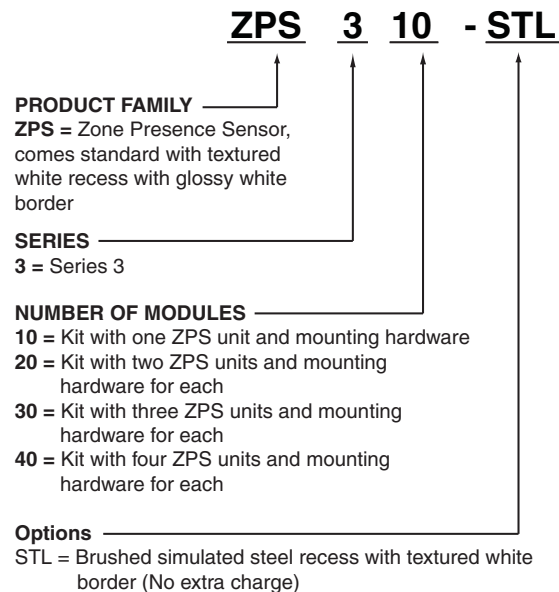 ZPS 3 10 - STL
PRODUCT FAMILY
ZPS = Zone Presence Sensor,
comes standard with textured
white recess with glossy white
border
SERIES
3 = Series 3
NUMBER OF MODULES
10 = Kit with one ZPS unit and mounting hardware
20 = Kit with two ZPS units and mounting
hardware for each
30 = Kit with three ZPS units and mounting
hardware for each
40 = Kit with four ZPS units and mounting
hardware for each
Options
STL = Brushed simulated steel recess with textured white
border (No extra charge)